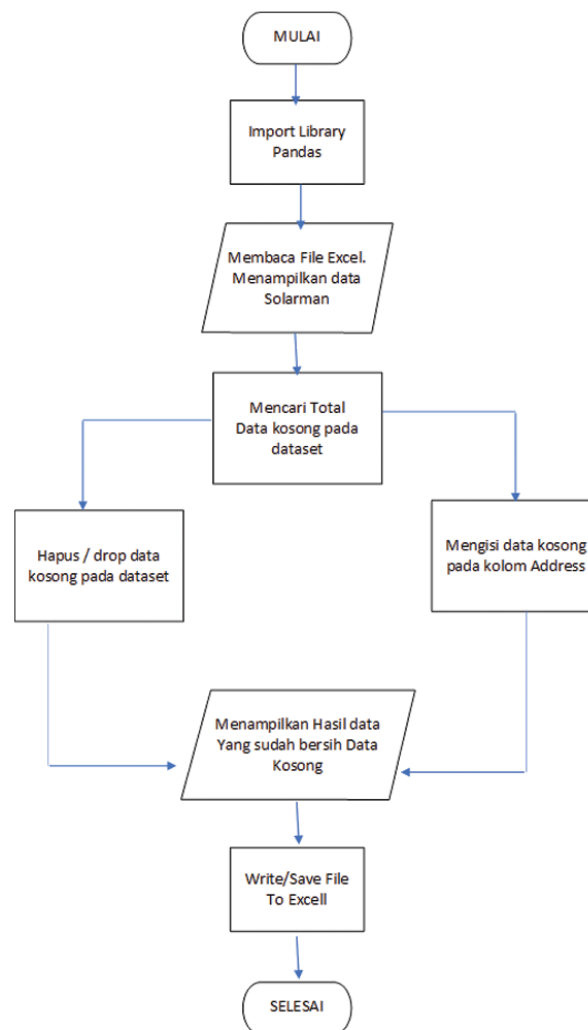 MULAI
Import Library
Pandas
Membaca File Excel.
Menampilkan data
Solarman
Mencari Total
Data kosong pada
dataset
Hapus / drop data
kosong pada dataset
Mengisi data kosong
pada kolom Address
Menampilkan Hasil data
Yang sudah bersih Data
Kosong
Write/Save File
To Excell
SELESAI